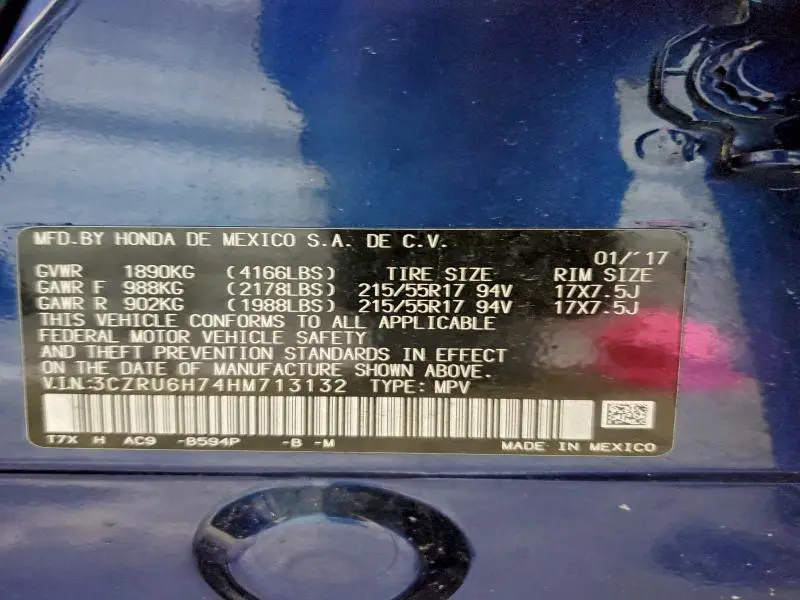 MFD.BY HONDA DE MEXICO S.A. DE C.V.
01/'17
GVWR 1890KG (4166LBS) TIRE SIZE RIM SIZE
GAWR F 988KG (2178LBS) 215/55R17 94V 17X7.5J
GAWR R 902KG (1988LBS) 215/55R17 94V 17X7.5J
THIS VEHICLE CONFORMS TO ALL APPLICABLE
FEDERAL MOTOR VEHICLE SAFETY
AND THEFT PREVENTION STANDARDS IN EFFECT
ON THE DATE OF MANUFACTURE SHOWN ABOVE.
V.I.N.:3CZRU6H74HM713132 TYPE: MPV
T7X H AC9 -B594P -B -M
MADE IN MEXICO